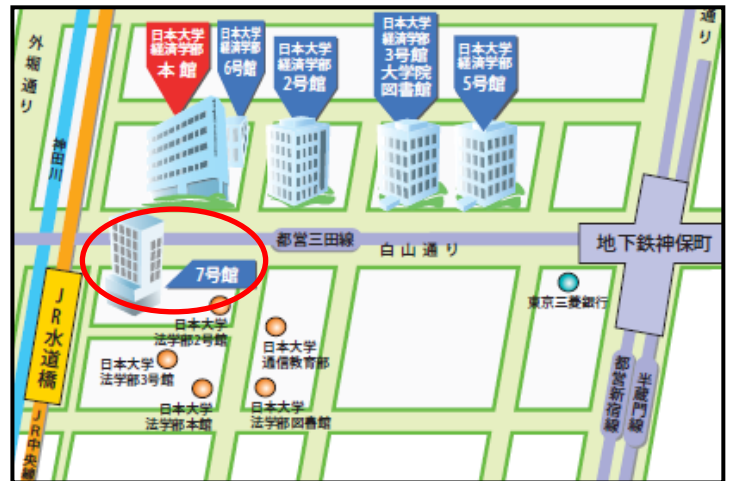 外堀通り
神田川
日本大学
経済学部
本館
日本大学
経済学部
6号館
日本大学
経済学部
2号館
日本大学
経済学部
3号館
大学院
図書館
日本大学
経済学部
5号館
通り
都営三田線
白山通り
地下鉄神保町
7号館
東京三菱銀行
日本大学
法学部2号館
日本大学
通信教育部
日本大学
法学部3号館
日本大学
法学部本館
日本大学
法学部図書館
JR水道橋
JR中央線
都営新宿線
半蔵門線